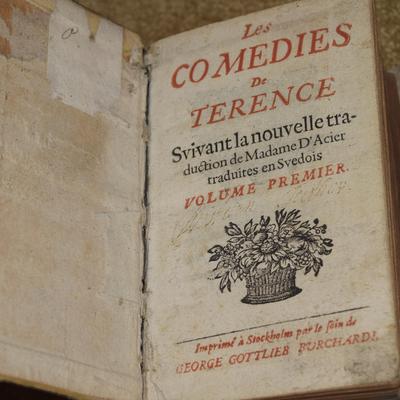 a
Les
COMEDIES
De
TERENCE
Svivant la nouvelle tra-
duction de Madame D'Acier
traduites en Svedois
VOLUME PREMIER.
Imprimé à Stockholm par le soin de
GEORGE GOTTLIEB BURCHARDI.